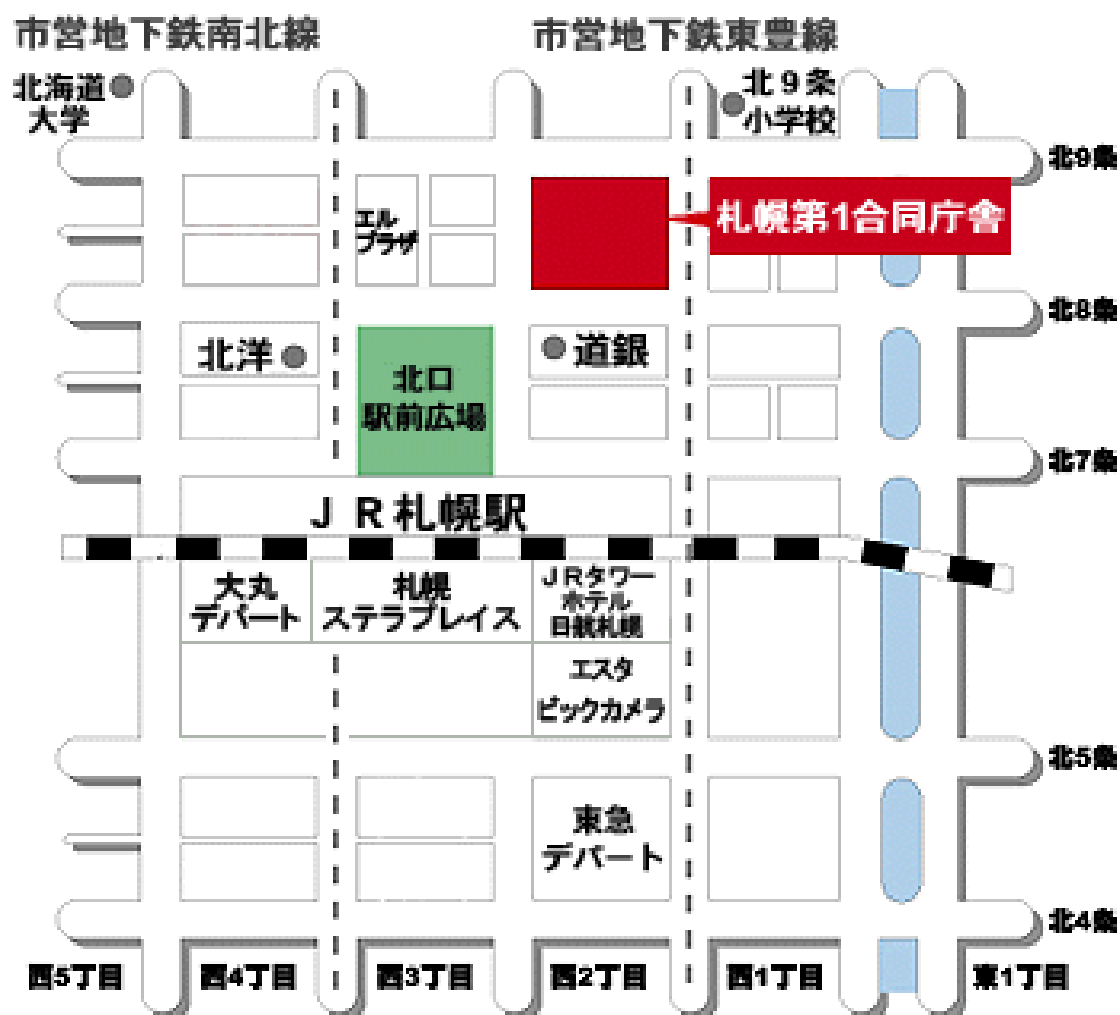 市営地下鉄南北線
市営地下鉄東豊線
北海道
大学
北9条
小学校
北9条
エル
プラザ
札幌第1合同庁舎
北8条
北洋
道銀
北口
駅前広場
北7条
JR札幌駅
大丸
デパート
札幌
ステラプレイス
JRタワー
ホテル
日航札幌
エスタ
ビックカメラ
北5条
東急
デパート
北4条
西5丁目
西4丁目
西3丁目
西2丁目
西1丁目
東1丁目